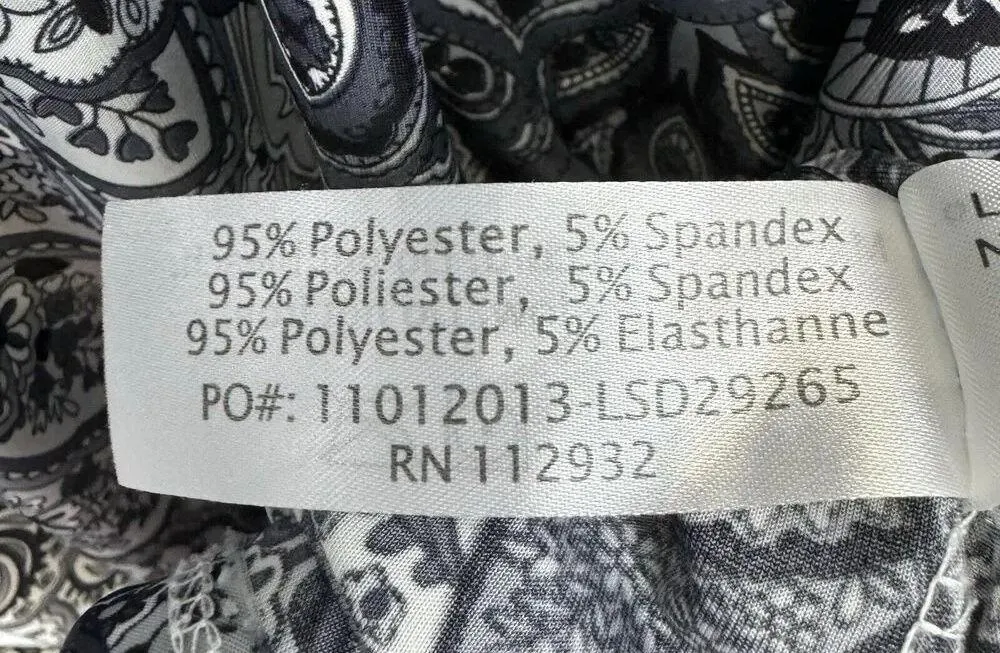 95% Polyester, 5% Spandex
95% Poliester, 5% Spandex
95% Polyester, 5% Elasthanne
PO#: 11012013-LSD29265
RN 112932